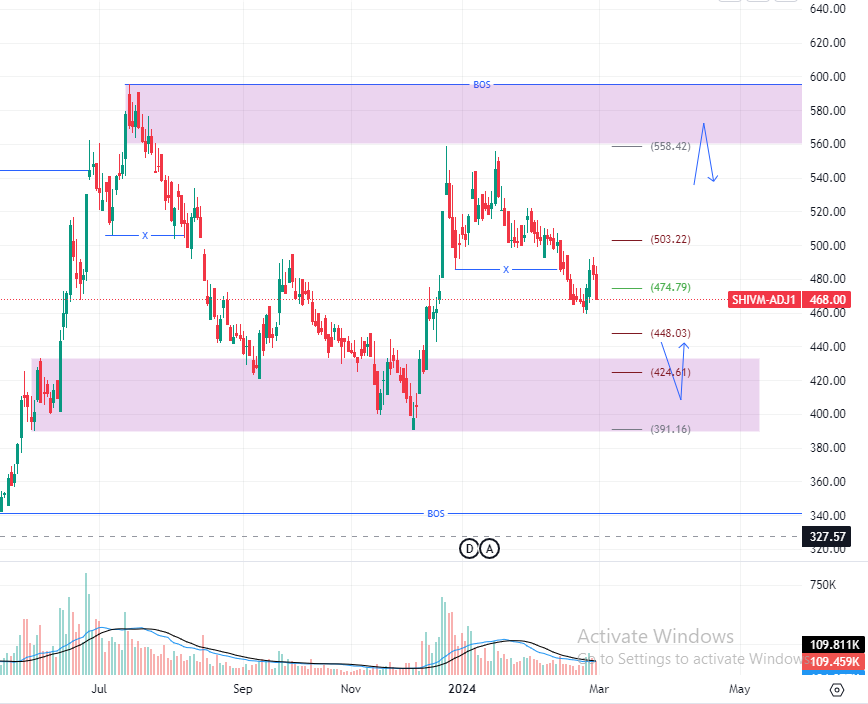 640.00
620.00
BOS
600.00
580.00
(558.42)
560.00
540.00
520.00
X
(503.22)
500.00
X
480.00
(474.79)
SHIVM-ADJ1 468.00
460.00
(448.03)
440.00
(424.61)
420.00
400.00
(391.16)
380.00
360.00
BOS
340.00
327.57
320.00
D A
750K
Activate Windows
Go to Settings to activate Windows
109.811K
109.459K
Jul Sep Nov 2024 Mar May